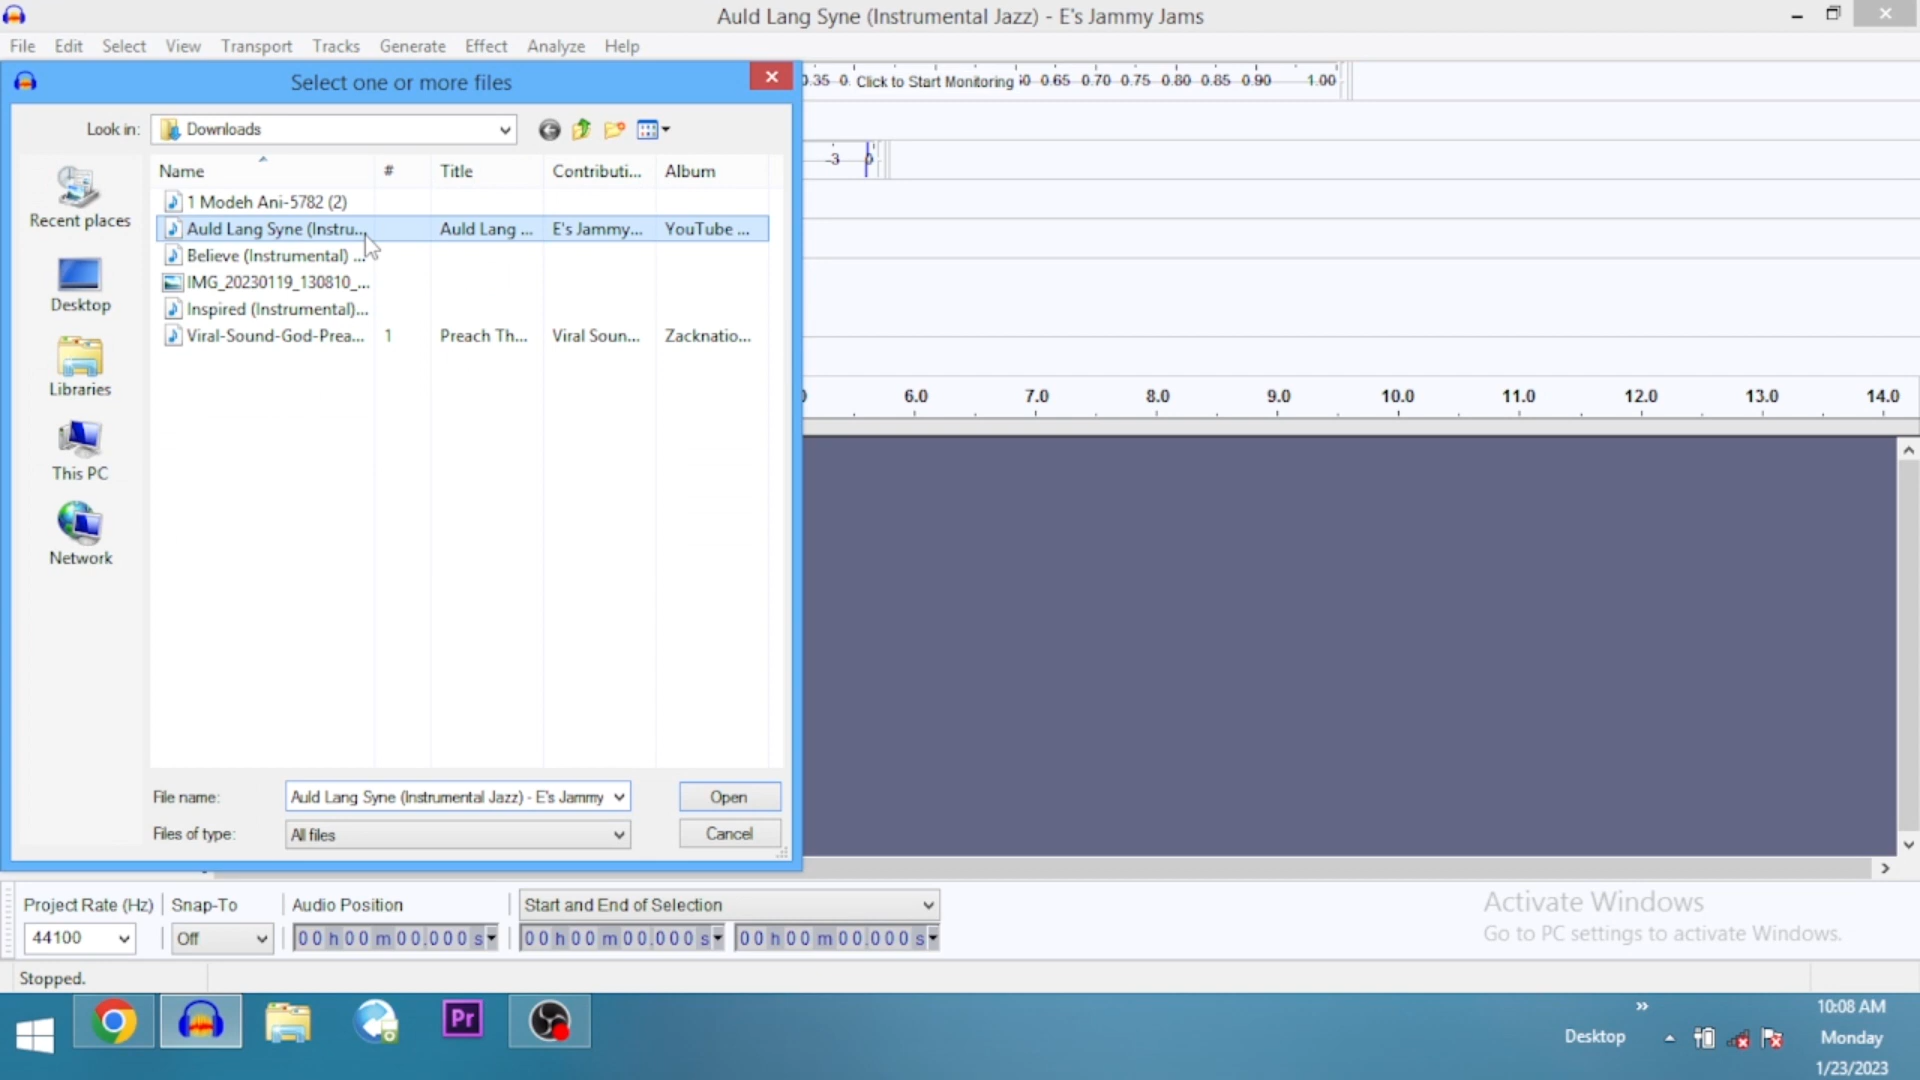 Auld Lang Syne (Instrumental Jazz) - E's Jammy Jams
File Edit Select View Transport Tracks Generate Effect Analyze Help
Select one or more files
Click to Start Monitoring 0.65 0.70 0.75 0.80 0.85 0.90 1.00
Look in: Downloads
-3 0
Name # Title Contributi... Album
1 Modeh Ani-5782 (2)
Auld Lang Syne (Instru... Auld Lang ... E's Jammy... YouTube ...
Believe (Instrumental) ...
IMG_20230119_130810_...
Inspired (Instrumental)...
Viral-Sound-God-Prea... 1 Preach Th... Viral Soun... Zacknatio...
Recent places
Desktop
Libraries
This PC
Network
6.0 7.0 8.0 9.0 10.0 11.0 12.0 13.0 14.0
File name: Auld Lang Syne (Instrumental Jazz) - E's Jammy Open
Files of type: All files Cancel
Project Rate (Hz) Snap-To Audio Position Start and End of Selection
44100 Off 00 h 00 m 00.000 s 00 h 00 m 00.000 s 00 h 00 m 00.000 s
Activate Windows
Go to PC settings to activate Windows.
Stopped.
Pr
Desktop
10:08 AM
Monday
1/23/2023